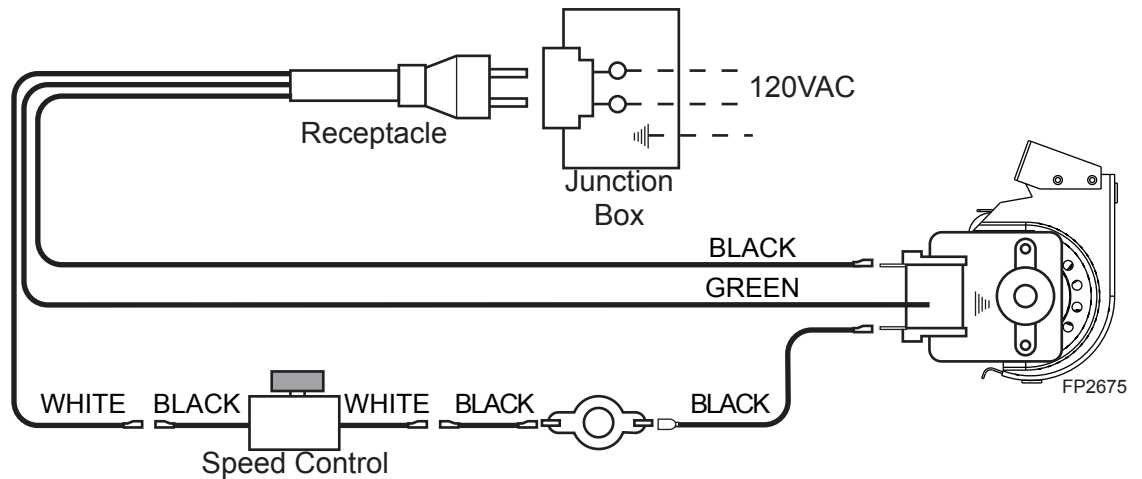 120VAC
Receptacle
Junction
Box
BLACK
GREEN
FP2675
WHITE BLACK WHITE BLACK BLACK
Speed Control